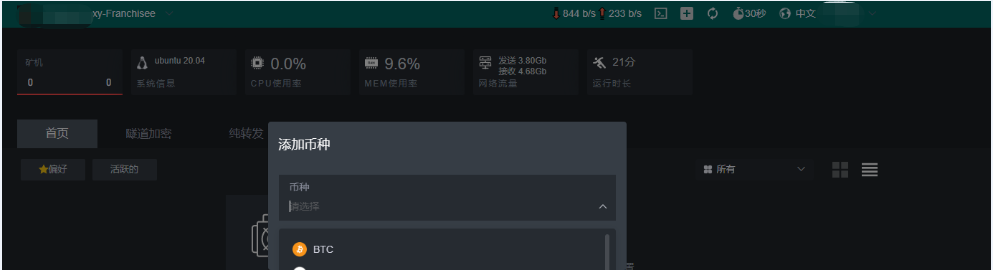 xy-Franchisee
844 b/s 233 b/s 30秒 中文
矿机
0 0
ubuntu 20.04
系统信息
0.0%
CPU使用率
9.6%
MEM使用率
发送 3.80Gb
接收 4.68Gb
网络流量
21分
运行时长
首页 隧道加密 纯转发
添加币种
偏好 活跃的
所有
币种
请选择
BTC